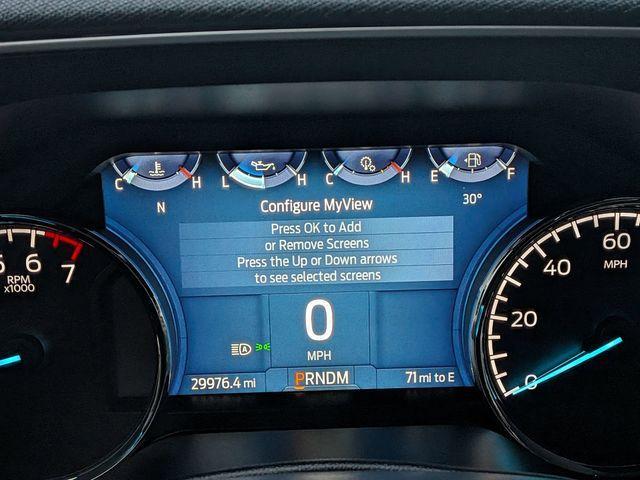 C H L H C H E F
N 30°
Configure MyView
Press OK to Add
or Remove Screens
Press the Up or Down arrows
to see selected screens
6 7
RPM
x1000
0
MPH
A
29976.4 mi PRNDM 71 mi to E
0 20 40 60
MPH